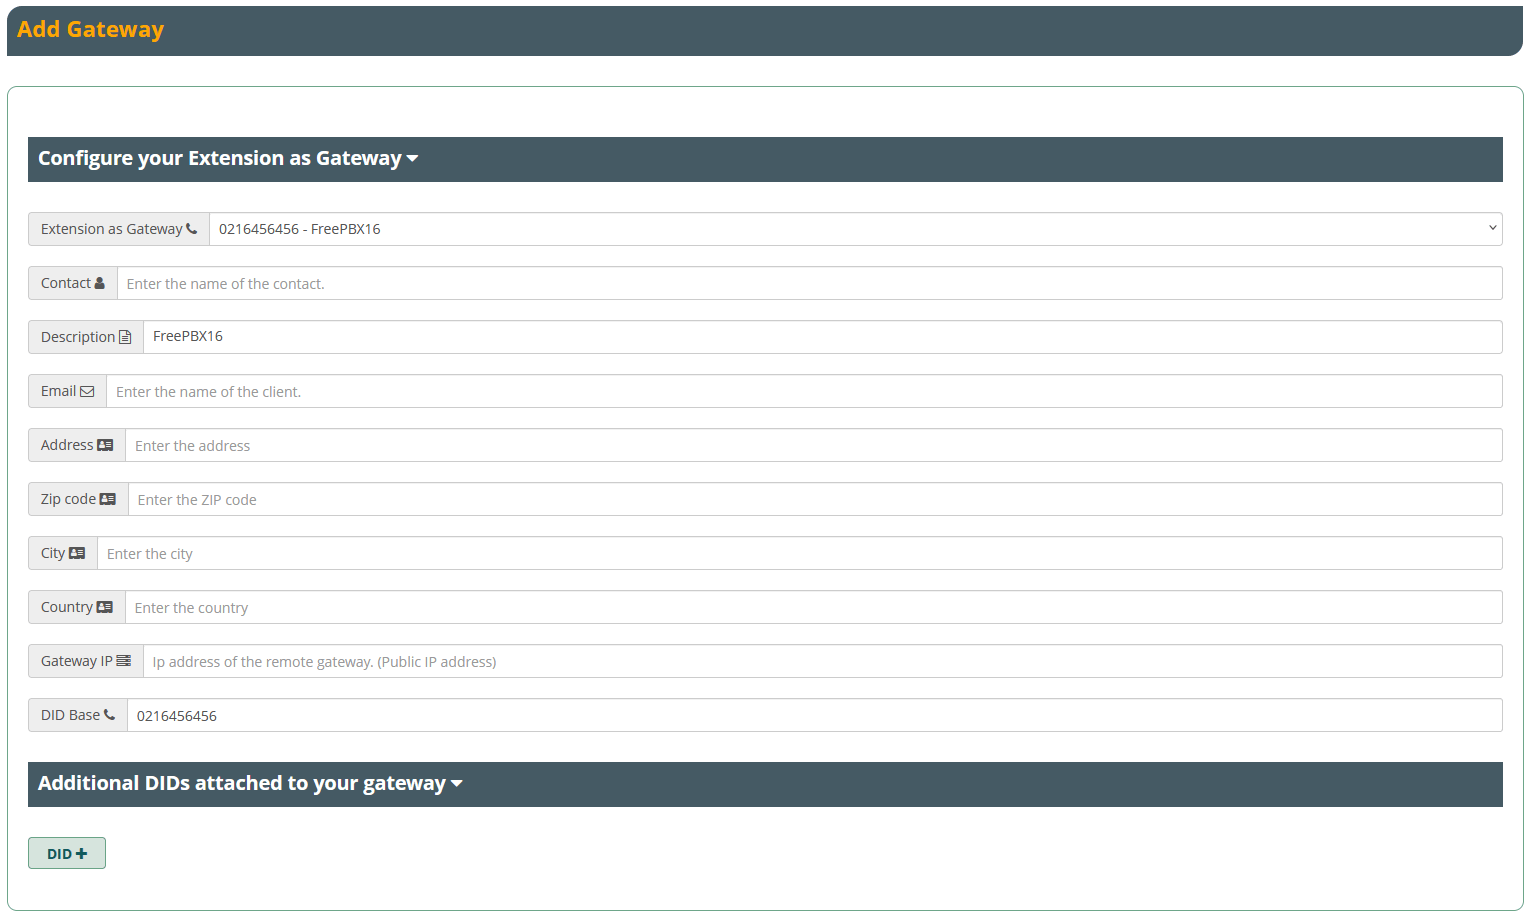 Add Gateway
Configure your Extension as Gateway
Extension as Gateway 0216456456 - FreePBX16
Contact Enter the name of the contact.
Description FreePBX16
Email Enter the name of the client.
Address Enter the address
Zip code Enter the ZIP code
City Enter the city
Country Enter the country
Gateway IP Ip address of the remote gateway. (Public IP address)
DID Base 0216456456
Additional DIDs attached to your gateway
DID